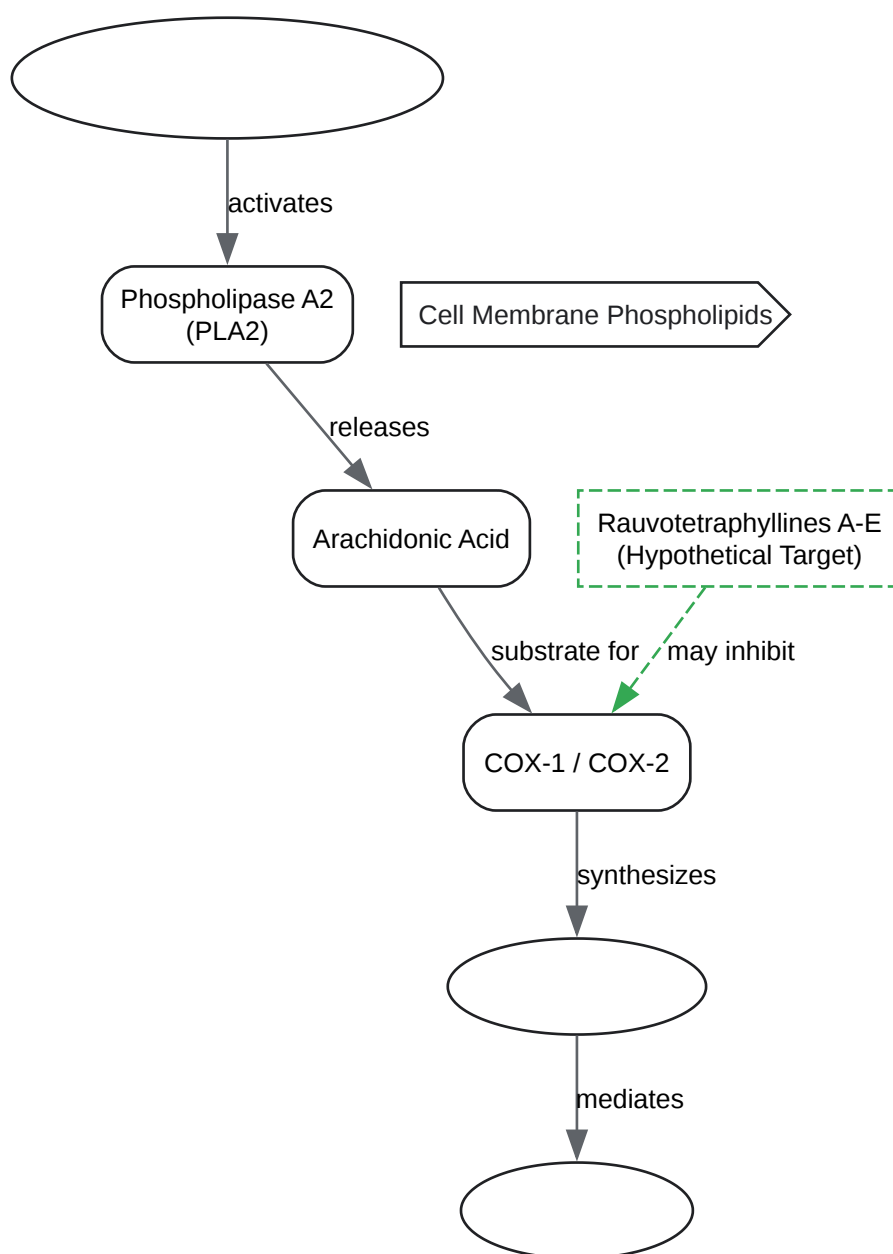 activates
Phospholipase A2
(PLA2)
Cell Membrane Phospholipids
releases
Arachidonic Acid
Rauvotetraphyllines A-E
(Hypothetical Target)
substrate for
may inhibit
COX-1 / COX-2
synthesizes
mediates